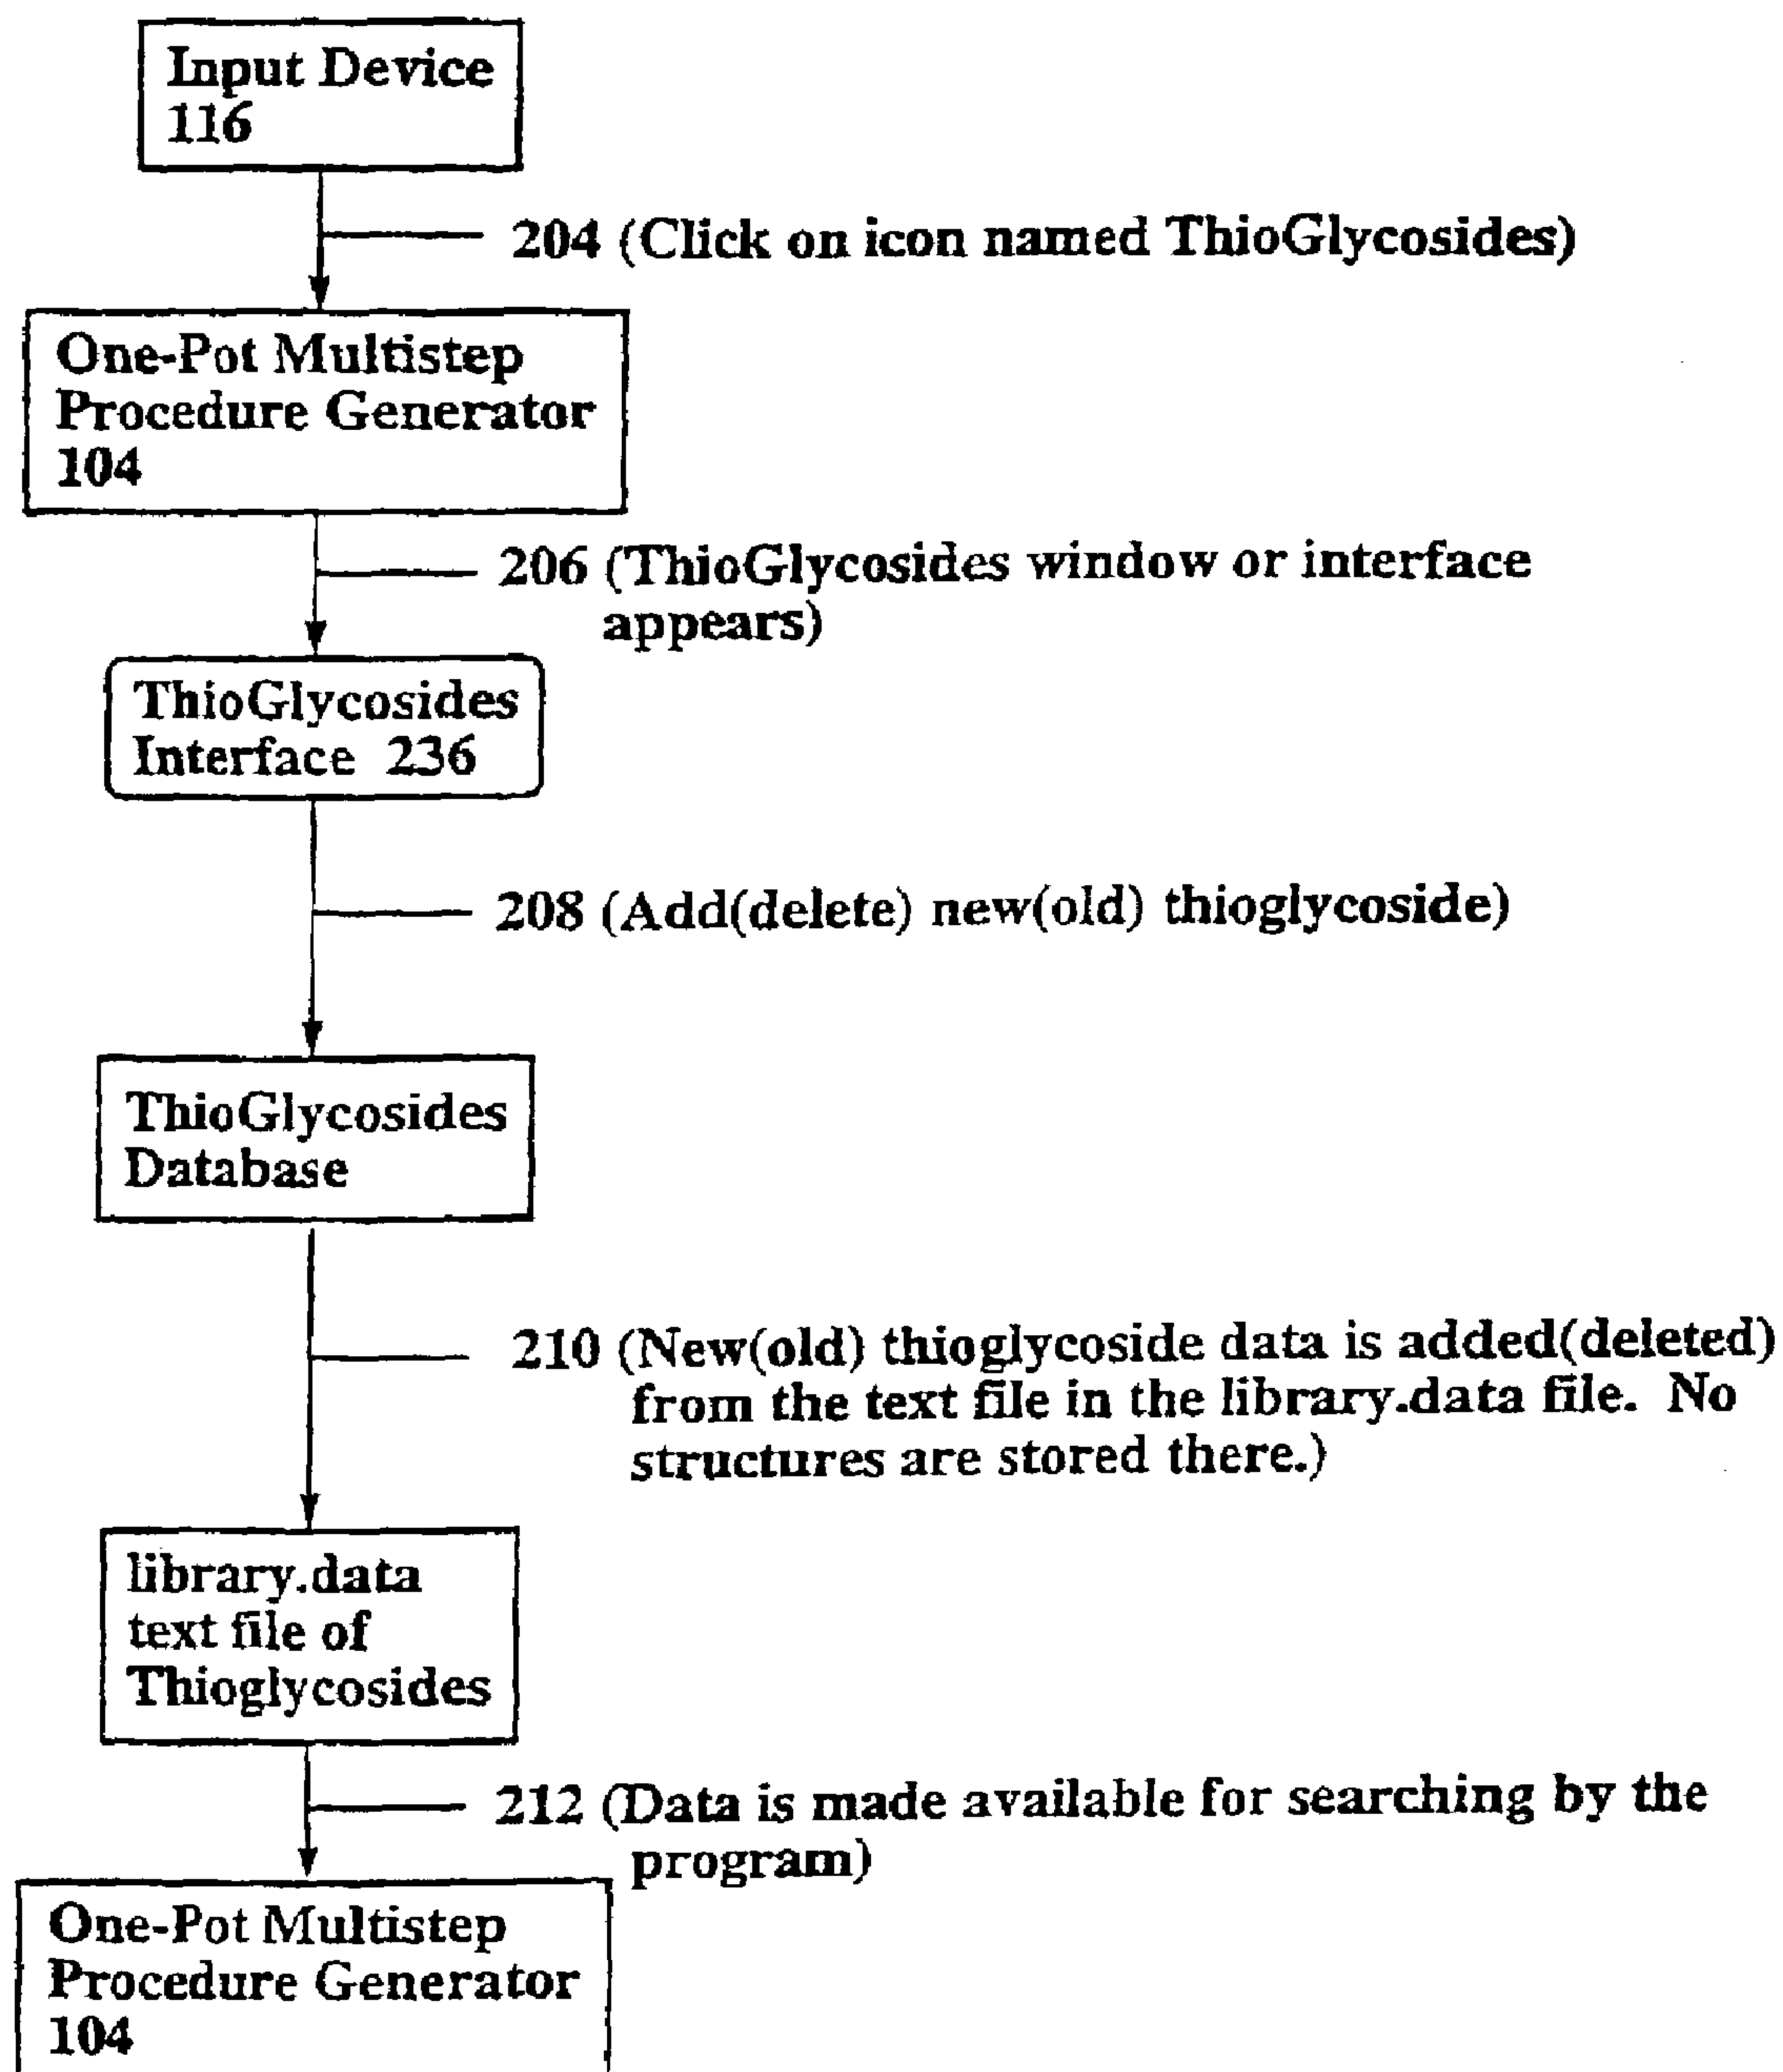 Input Device
116
204 (Click on icon named ThioGlycosides)
One-Pot Multistep
Procedure Generator
104
206 (ThioGlycosides window or interface
appears)
ThioGlycosides
Interface 236
208 (Add(delete) new(old) thioglycoside)
ThioGlycosides
Database
210 (New(old) thioglycoside data is added(deleted)
from the text file in the library.data file. No
structures are stored there.)
library.data
text file of
Thioglycosides
212 (Data is made available for searching by the
program)
One-Pot Multistep
Procedure Generator
104